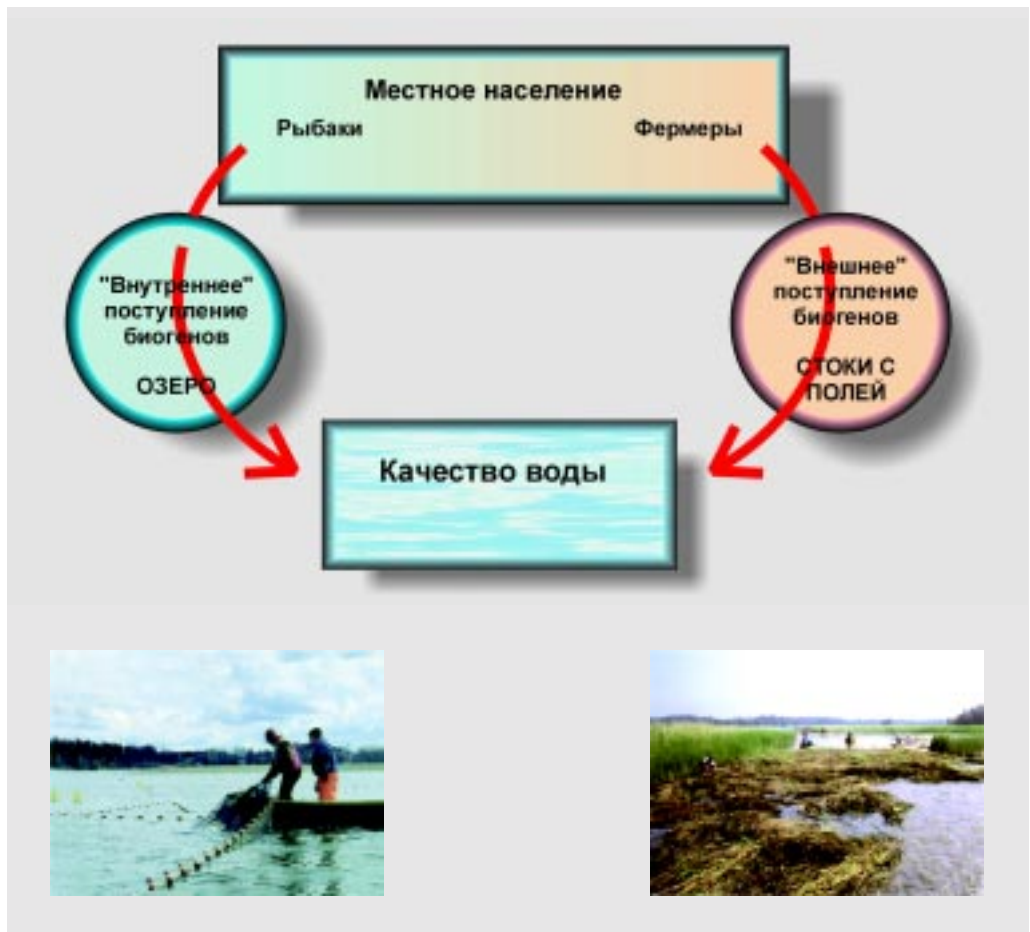 Местное население
Рыбаки Фермеры
"Внутреннее"
поступление
биогенов
ОЗЕРО
"Внешнее"
поступление
биогенов
СТОКИ С
ПОЛЕЙ
Качество воды